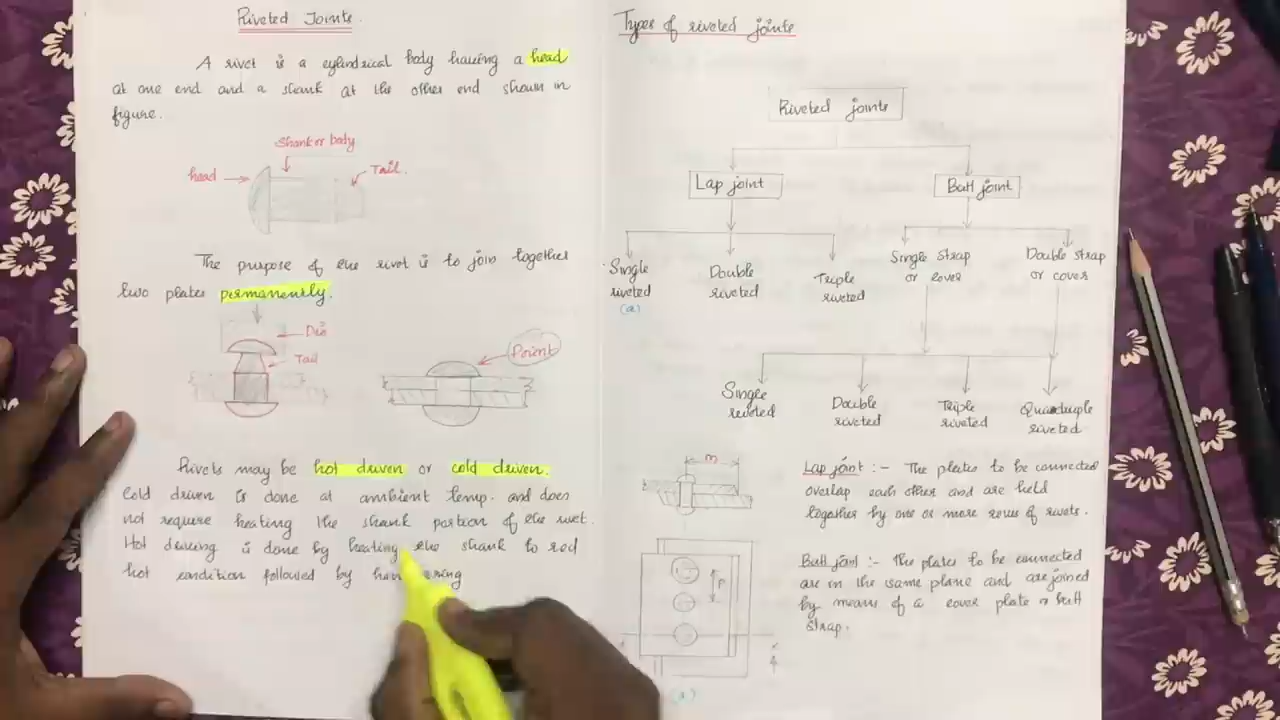 Riveted Joints.
A rivet is a cylindrical body having a head
at one end and a shank at the other end shown in
figure.
Shank or body
head
Tail.
The purpose of the rivet is to join together
two plates permanently.
Die
Tail
Point
Rivets may be hot driven or cold driven.
Cold driven is done at ambient temp. and does
not require heating the shank portion of the rivet.
Hot driving is done by heating the shank to red
hot condition followed by hammering
Types of riveted joints
Riveted joints
Lap joint
Butt joint
Single
riveted
(a)
Double
riveted
Triple
riveted
Single strap
or cover
Double strap
or cover
Single
riveted
Double
riveted
Triple
riveted
Quadruple
riveted
m
P
x
(a)
Lap joint :- The plates to be connected
overlap each other and are held
together by one or more rows of rivets.
Butt joint :- The plates to be connected
are in the same plane and are joined
by means of a cover plate or butt
strap.